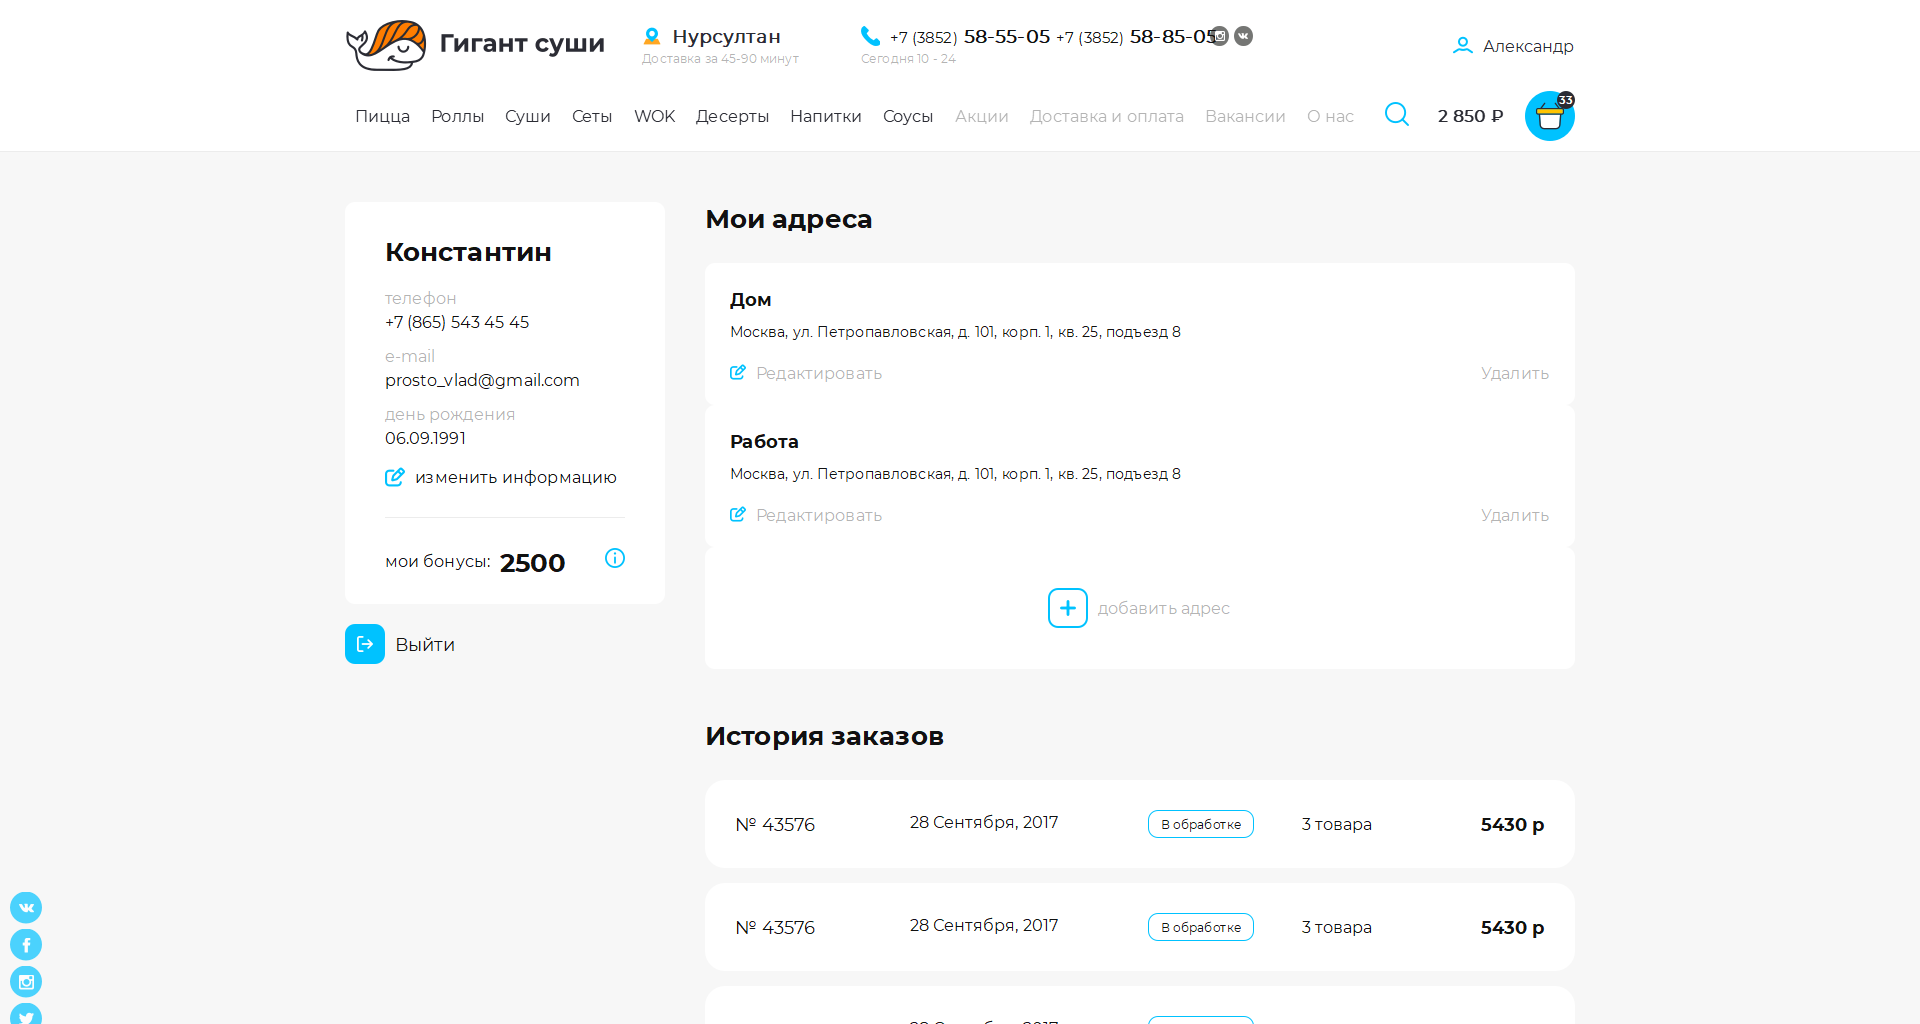 Гигант суши
Нурсултан
Доставка за 45-90 минут
+7 (3852) 58-55-05 +7 (3852) 58-85-05
Сегодня 10 - 24
Александр
Пицца Роллы Суши Сеты WOK Десерты Напитки Соусы Акции Доставка и оплата Вакансии О нас
2 850 ₽
33
Константин
телефон
+7 (865) 543 45 45
e-mail
prosto_vlad@gmail.com
день рождения
06.09.1991
изменить информацию
мои бонусы: 2500
Выйти
Мои адреса
Дом
Москва, ул. Петропавловская, д. 101, корп. 1, кв. 25, подъезд 8
Редактировать Удалить
Работа
Москва, ул. Петропавловская, д. 101, корп. 1, кв. 25, подъезд 8
Редактировать Удалить
добавить адрес
История заказов
№ 43576 28 Сентября, 2017 В обработке 3 товара 5430 р
№ 43576 28 Сентября, 2017 В обработке 3 товара 5430 р